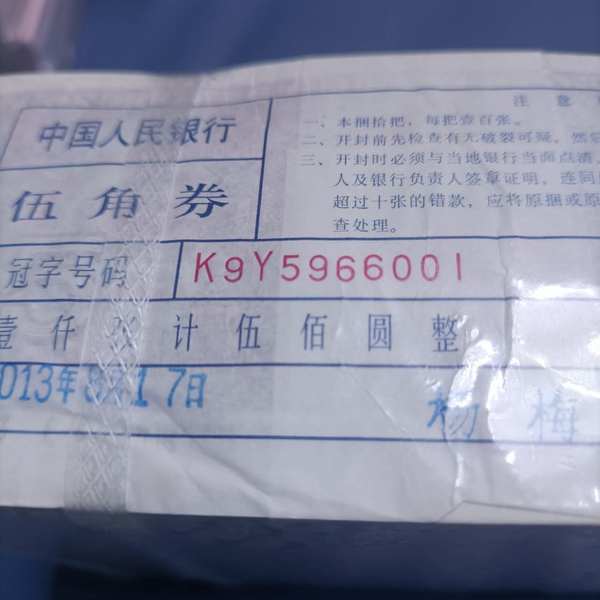 中国人民银行
伍角券
冠字号码 K9Y5966001
壹仟张计伍佰圆整
013年8月17日
杨梅
注意
一、本捆拾把，每把壹百张。
二、开封前先检查有无破裂可疑，然
三、开封时必须与当地银行当面点清，
人及银行负责人签章证明，连同
超过十张的错款，应将原捆或原
查处理。